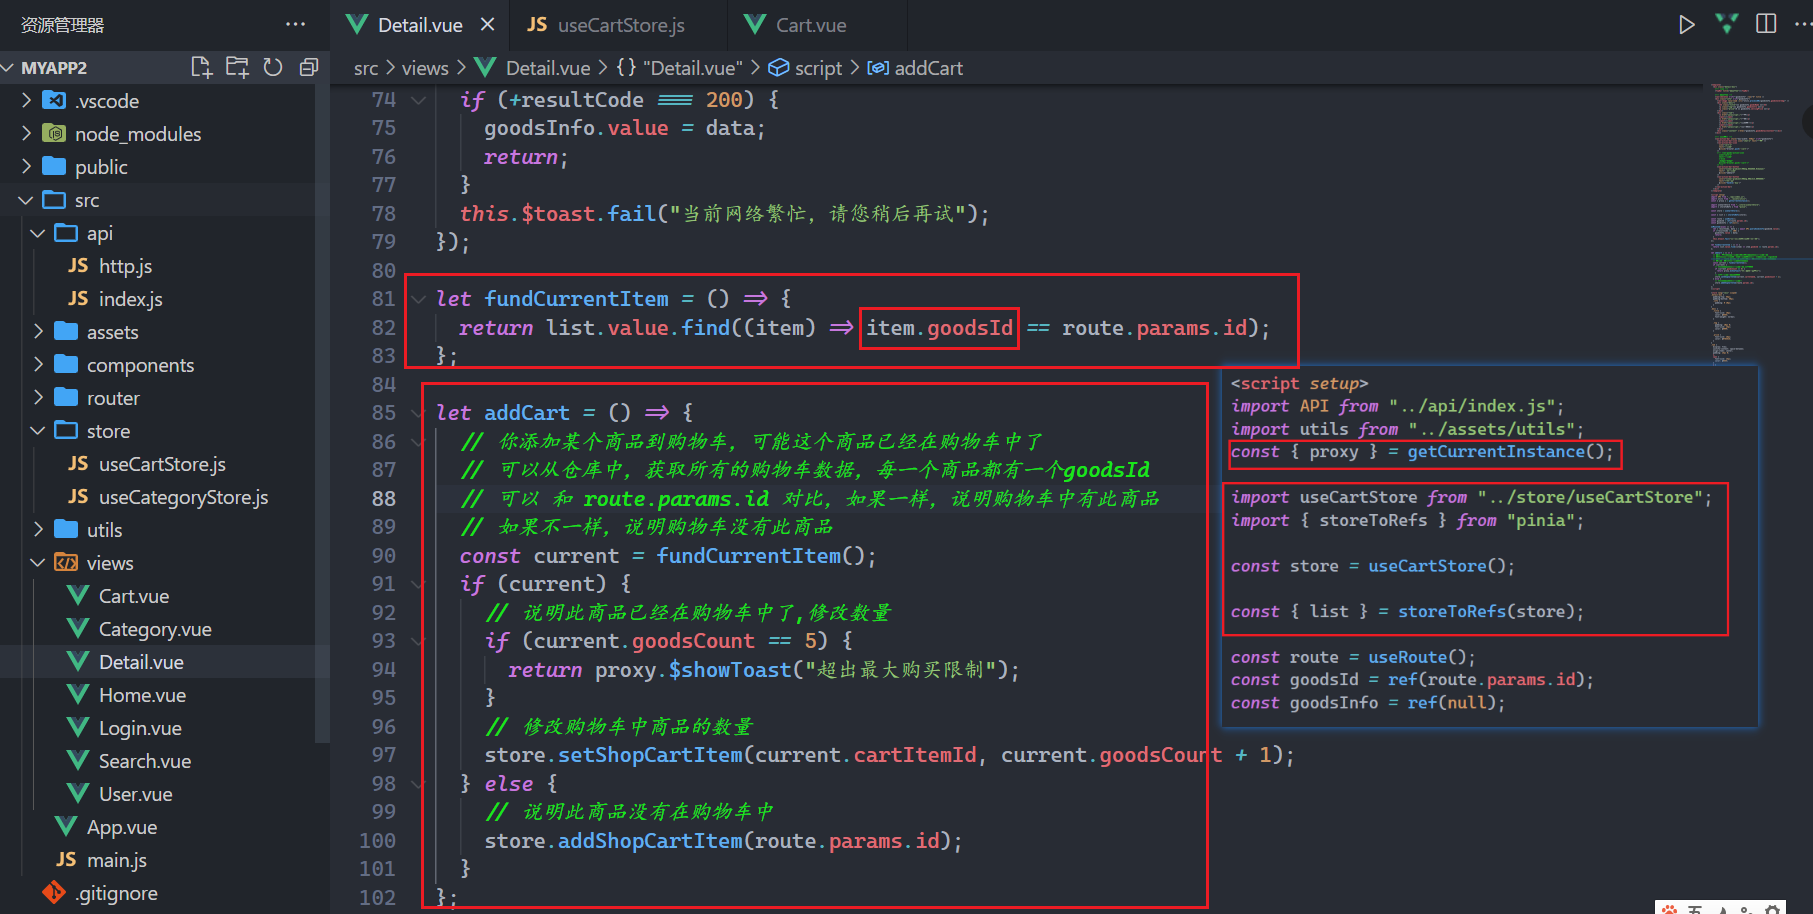 资源管理器
Detail.vue
JS useCartStore.js
Cart.vue
MYAPP2
src > views > Detail.vue > {} "Detail.vue" > script > addCart
.vscode
node_modules
public
src
api
JS http.js
JS index.js
assets
components
router
store
JS useCartStore.js
JS useCategoryStore.js
utils
views
Cart.vue
Category.vue
Detail.vue
Home.vue
Login.vue
Search.vue
User.vue
App.vue
JS main.js
.gitignore
74 if (+resultCode === 200) {
75 goodsInfo.value = data;
76 return;
77 }
78 this.$toast.fail("当前网络繁忙，请您稍后再试");
79 });
80
81 let fundCurrentItem = () => {
82 return list.value.find((item) => item.goodsId == route.params.id);
83 };
84
85 let addCart = () => {
86 // 你添加某个商品到购物车，可能这个商品已经在购物车中了
87 // 可以从仓库中，获取所有的购物车数据，每一个商品都有一个goodsId
88 // 可以 和 route.params.id 对比，如果一样，说明购物车中有此商品
89 // 如果不一样，说明购物车没有此商品
90 const current = fundCurrentItem();
91 if (current) {
92 // 说明此商品已经在购物车中了,修改数量
93 if (current.goodsCount == 5) {
94 return proxy.$showToast("超出最大购买限制");
95 }
96 // 修改购物车中商品的数量
97 store.setShopCartItem(current.cartItemId, current.goodsCount + 1);
98 } else {
99 // 说明此商品没有在购物车中
100 store.addShopCartItem(route.params.id);
101 }
102 };
<script setup>
import API from "../api/index.js";
import utils from "../assets/utils";
const { proxy } = getCurrentInstance();
import useCartStore from "../store/useCartStore";
import { storeToRefs } from "pinia";
const store = useCartStore();
const { list } = storeToRefs(store);
const route = useRoute();
const goodsId = ref(route.params.id);
const goodsInfo = ref(null);